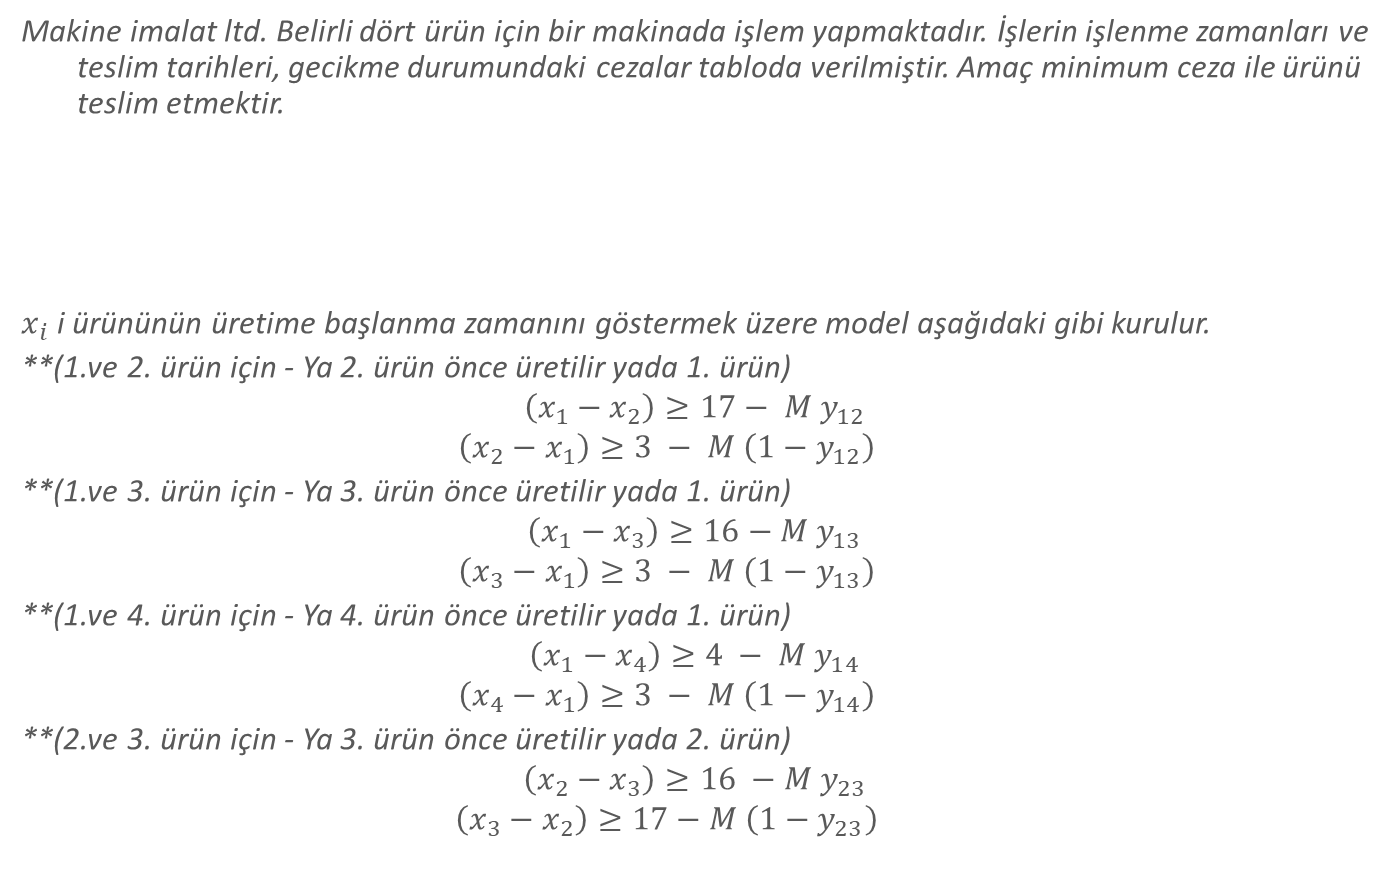 Makine imalat ltd. Belirli dört ürün için bir makinada işlem yapmaktadır. İşlerin işlenme zamanları ve
teslim tarihleri, gecikme durumundaki cezalar tabloda verilmiştir. Amaç minimum ceza ile ürünü
teslim etmektir.
xᵢ i ürününün üretime başlanma zamanını göstermek üzere model aşağıdaki gibi kurulur.
**(1.ve 2. ürün için - Ya 2. ürün önce üretilir yada 1. ürün)
(x₁ − x₂) ≥ 17 − M y₁₂
(x₂ − x₁) ≥ 3 − M (1 − y₁₂)
**(1.ve 3. ürün için - Ya 3. ürün önce üretilir yada 1. ürün)
(x₁ − x₃) ≥ 16 − M y₁₃
(x₃ − x₁) ≥ 3 − M (1 − y₁₃)
**(1.ve 4. ürün için - Ya 4. ürün önce üretilir yada 1. ürün)
(x₁ − x₄) ≥ 4 − M y₁₄
(x₄ − x₁) ≥ 3 − M (1 − y₁₄)
**(2.ve 3. ürün için - Ya 3. ürün önce üretilir yada 2. ürün)
(x₂ − x₃) ≥ 16 − M y₂₃
(x₃ − x₂) ≥ 17 − M (1 − y₂₃)